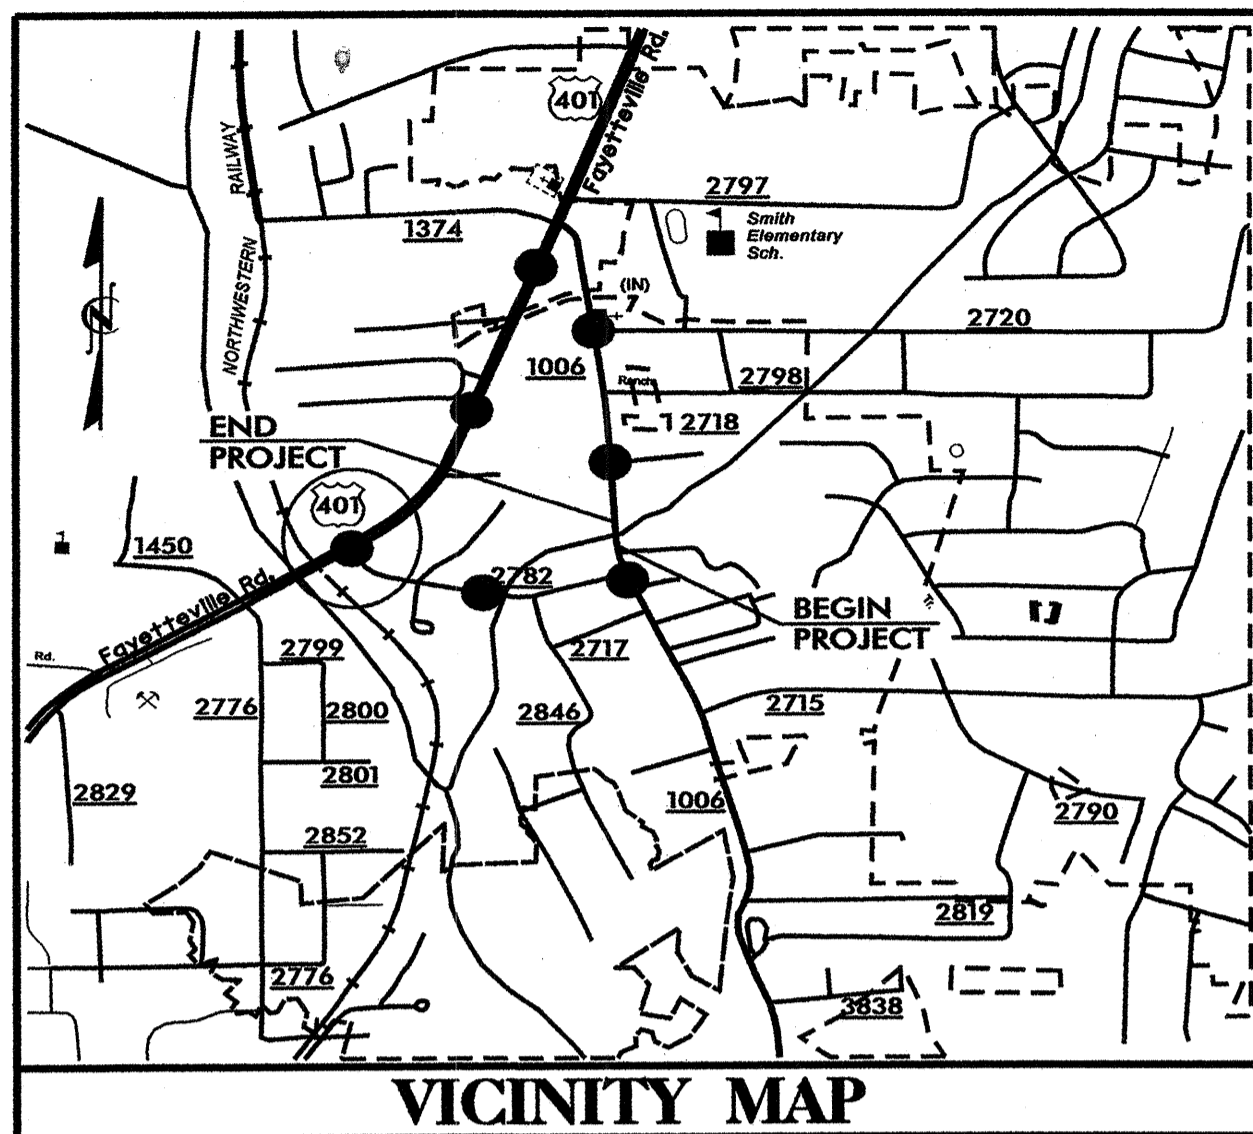 401
Fayetteville Rd.
RAILWAY
2797
Smith
Elementary
Sch.
1374
NORTHWESTERN
(IN)
7
2720
1006
2798
Ranch
2718
END
PROJECT
401
1450
2782
BEGIN
PROJECT
Fayetteville Rd.
2799
2717
Rd.
2776
2800
2846
2715
2801
2829
1006
2790
2852
2819
2776
3838
VICINITY MAP